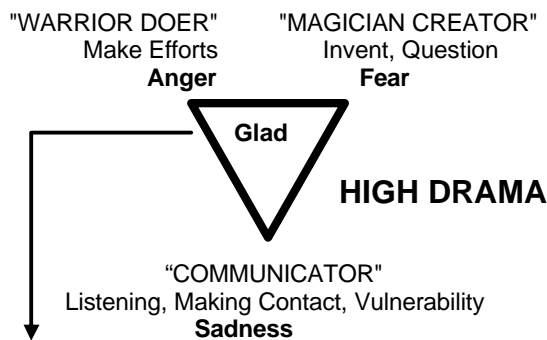 "WARRIOR DOER"
Make Efforts
Anger
"MAGICIAN CREATOR"
Invent, Question
Fear
Glad
HIGH DRAMA
“COMMUNICATOR"
Listening, Making Contact, Vulnerability
Sadness